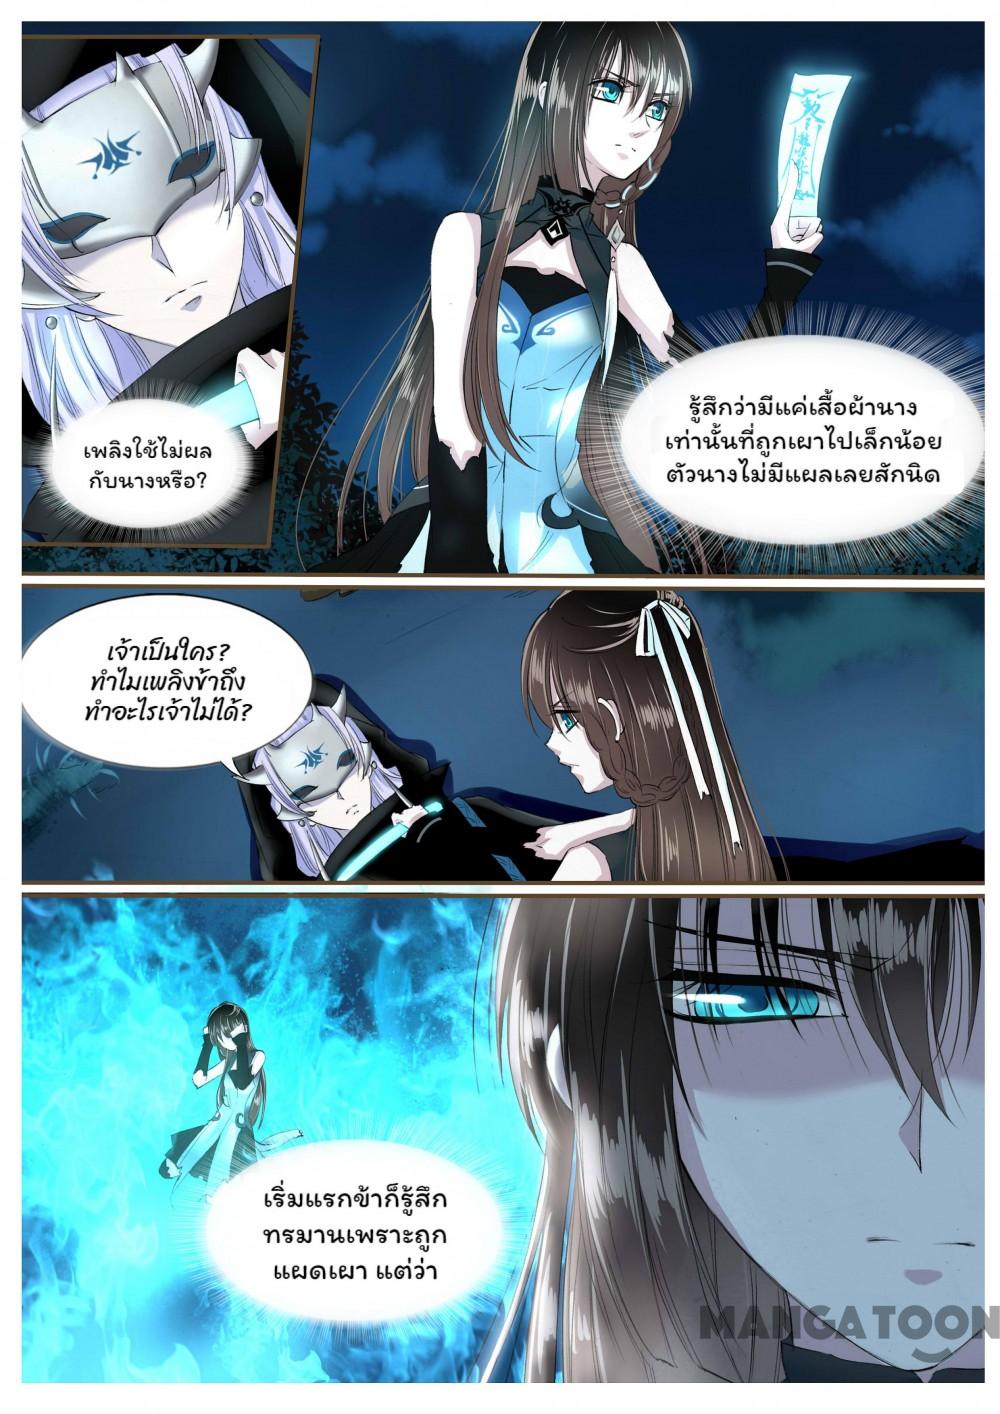 เพลิงใช้ไม่ผล
กับนางหรือ?
รู้สึกว่ามีแค่เสื้อผ้านาง
เท่านั้นที่ถูกเผาไปเล็กน้อย
ตัวนางไม่มีแผลเลยสักนิด
เจ้าเป็นใคร?
ทำไมเพลิงข้าถึง
ทำอะไรเจ้าไม่ได้?
เริ่มแรกข้าก็รู้สึก
ทรมานเพราะถูก
แผดเผา แต่ว่า
MANGATOON